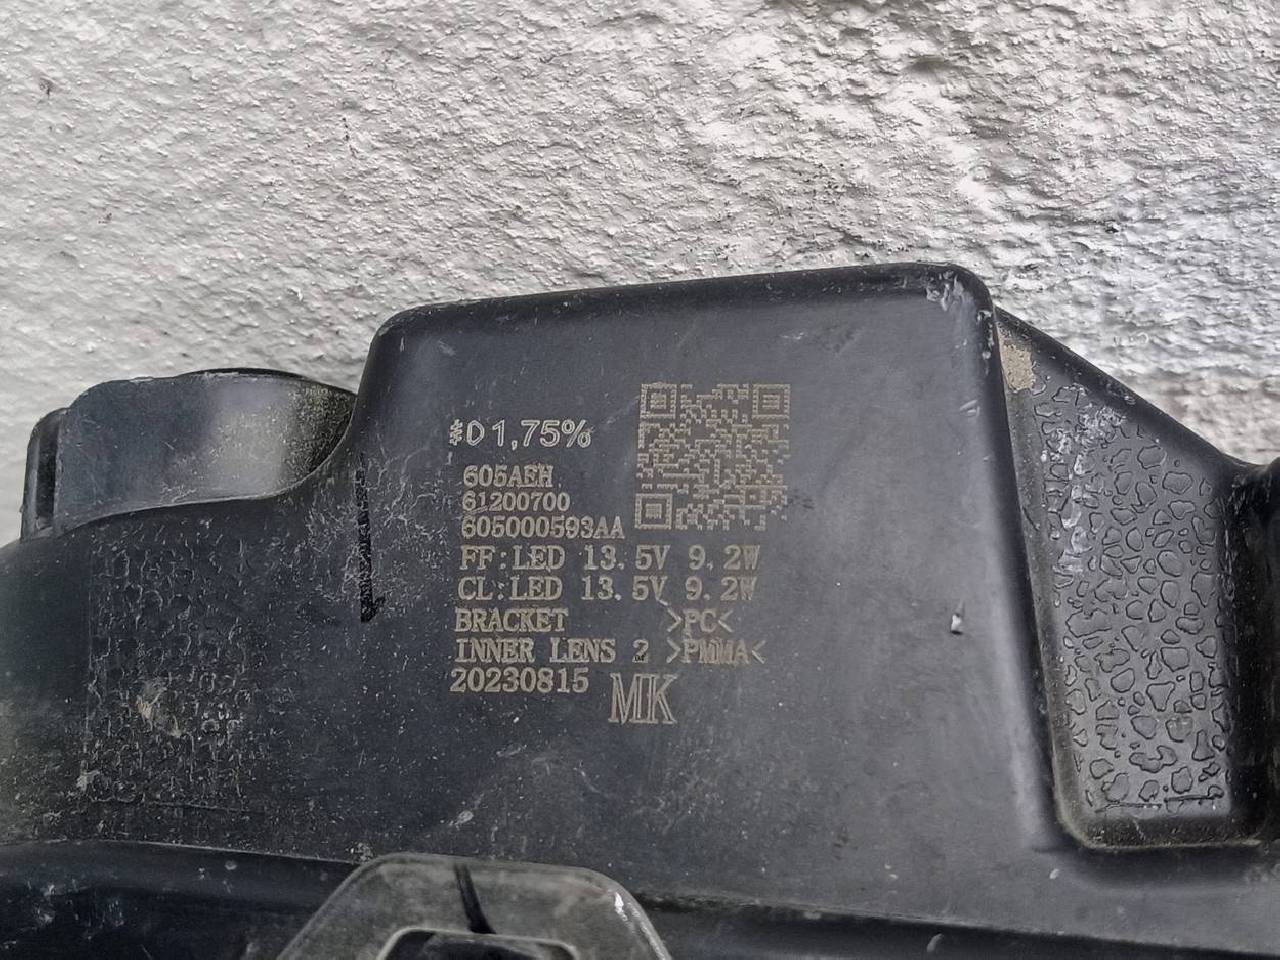 D 1,75%
605AEH
61200700
605000593AA
FF:LED 13.5V 9.2W
CL:LED 13.5V 9.2W
BRACKET >PC<
INNER LENS 2 >PMMA<
20230815
MK